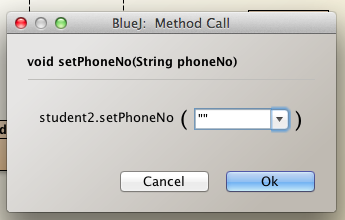 BlueJ: Method Call
void setPhoneNo(String phoneNo)
student2.setPhoneNo ( "" )
Cancel Ok
d